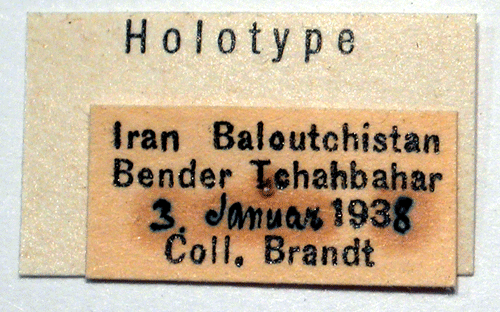 Holotype
Iran Baloutchistan
Bender Tchahbahar
3. Januar 1938
Coll. Brandt